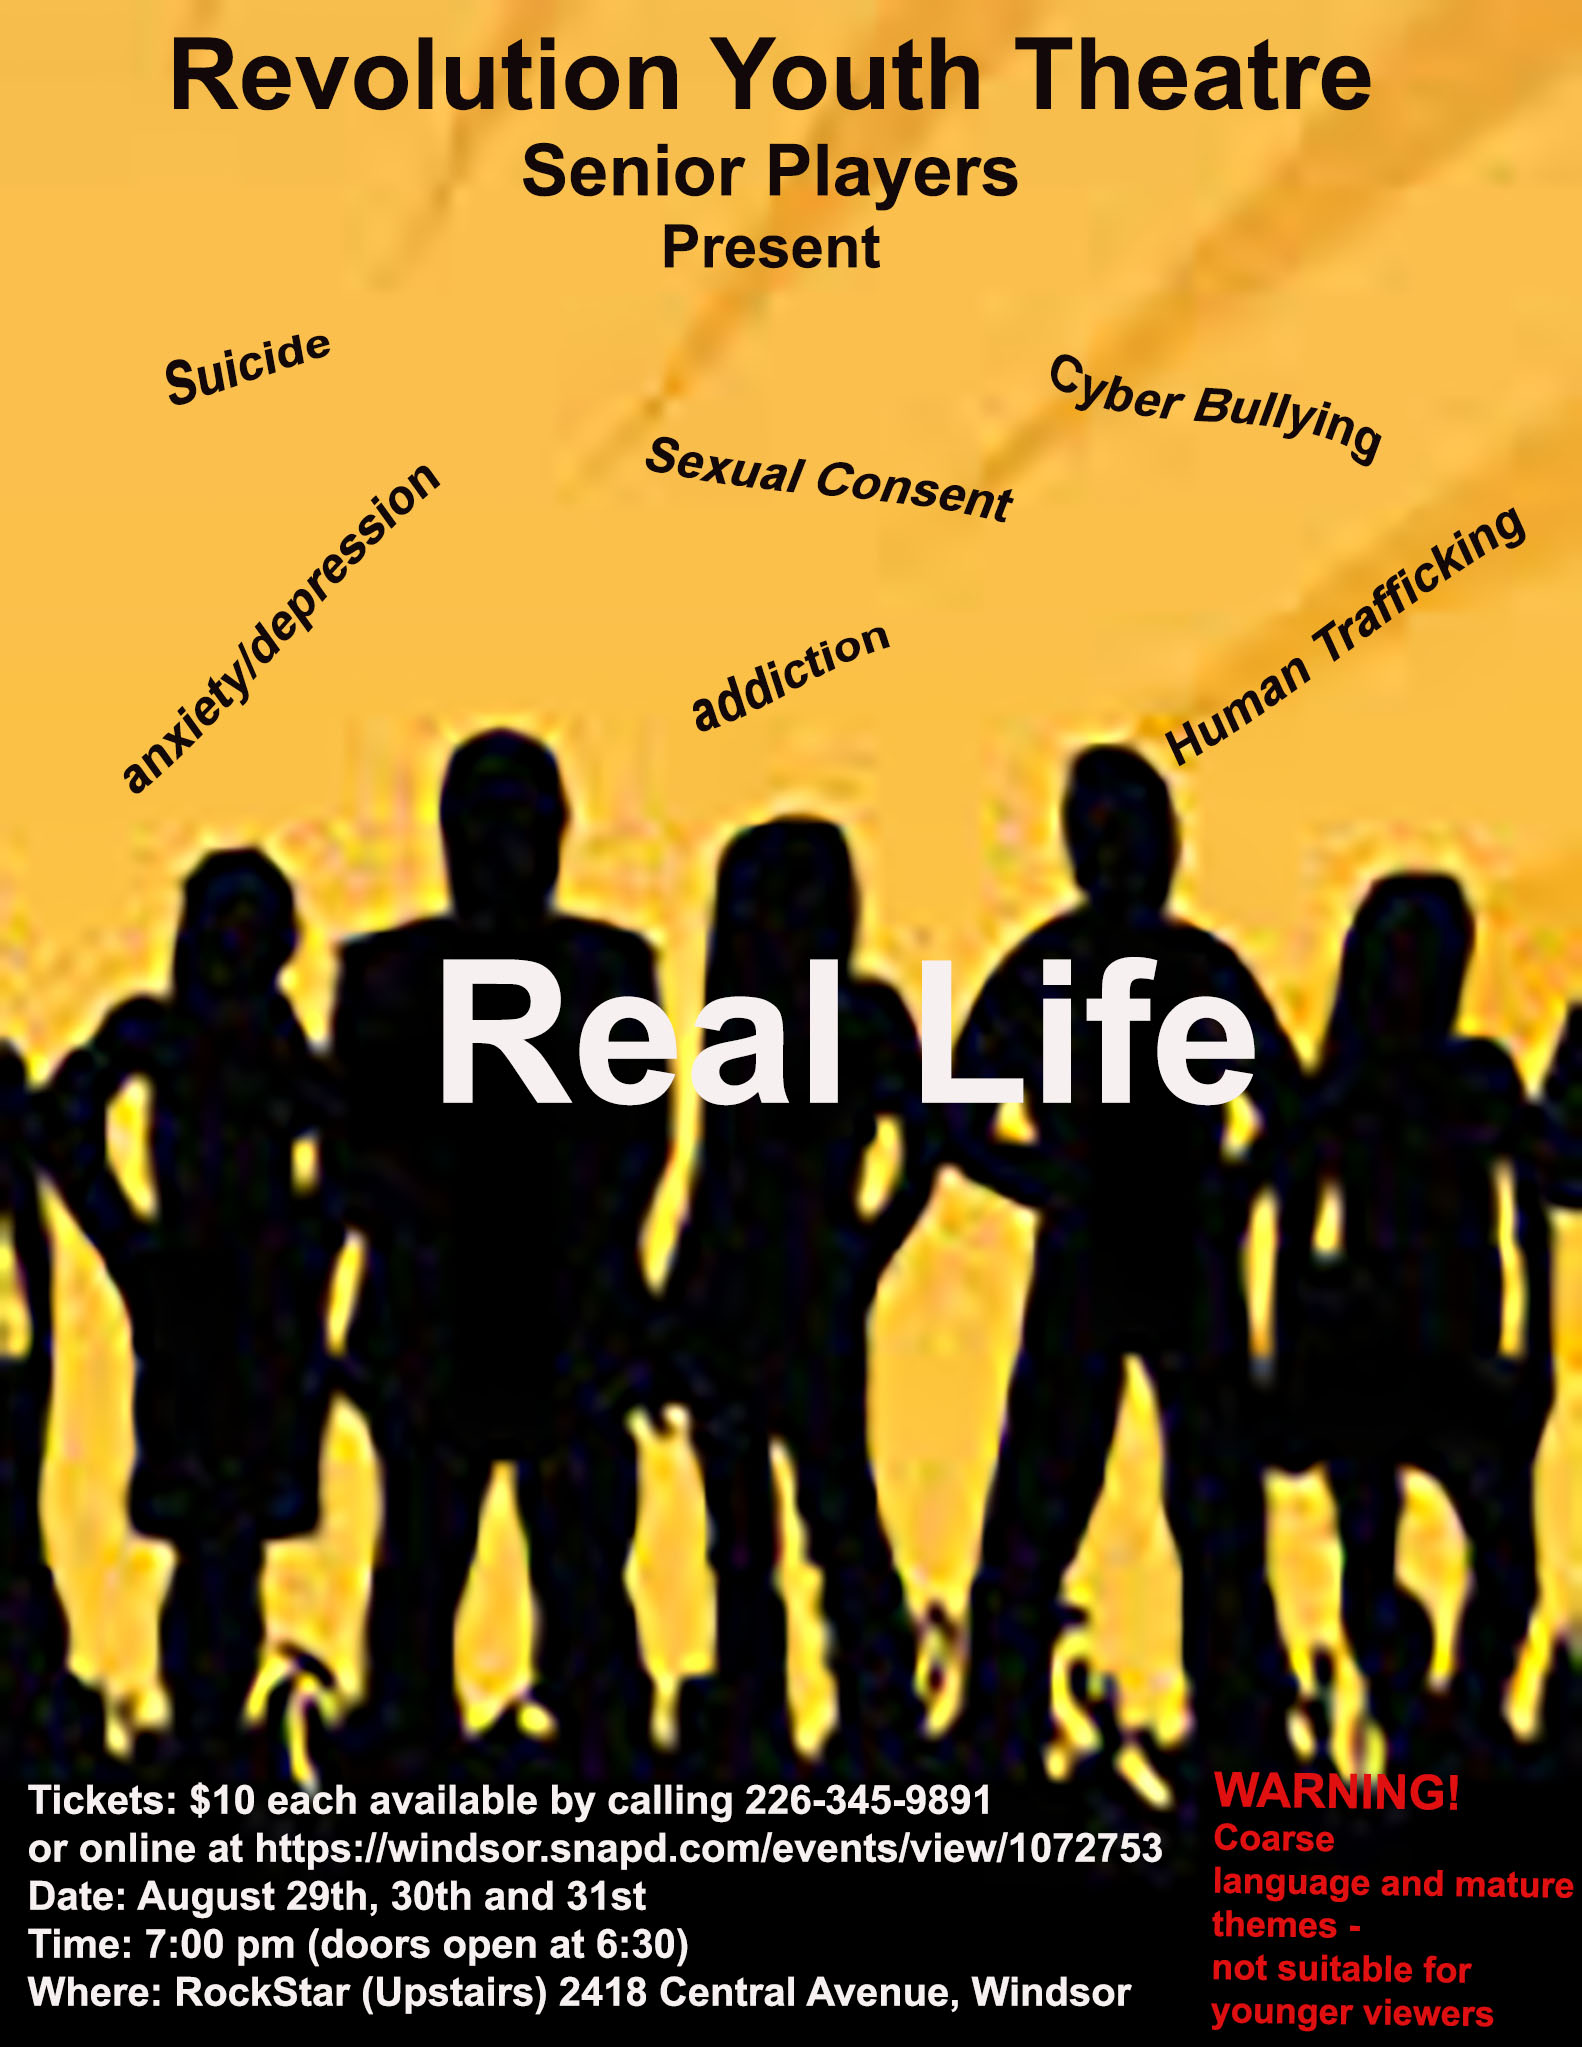 Revolution Youth Theatre
Senior Players
Present
Suicide
Cyber Bullying
Sexual Consent
anxiety/depression
addiction
Human Trafficking
Real Life
Tickets: $10 each available by calling 226-345-9891
or online at https://windsor.snapd.com/events/view/1072753
Date: August 29th, 30th and 31st
Time: 7:00 pm (doors open at 6:30)
Where: RockStar (Upstairs) 2418 Central Avenue, Windsor
WARNING!
Coarse
language and mature
themes -
not suitable for
younger viewers